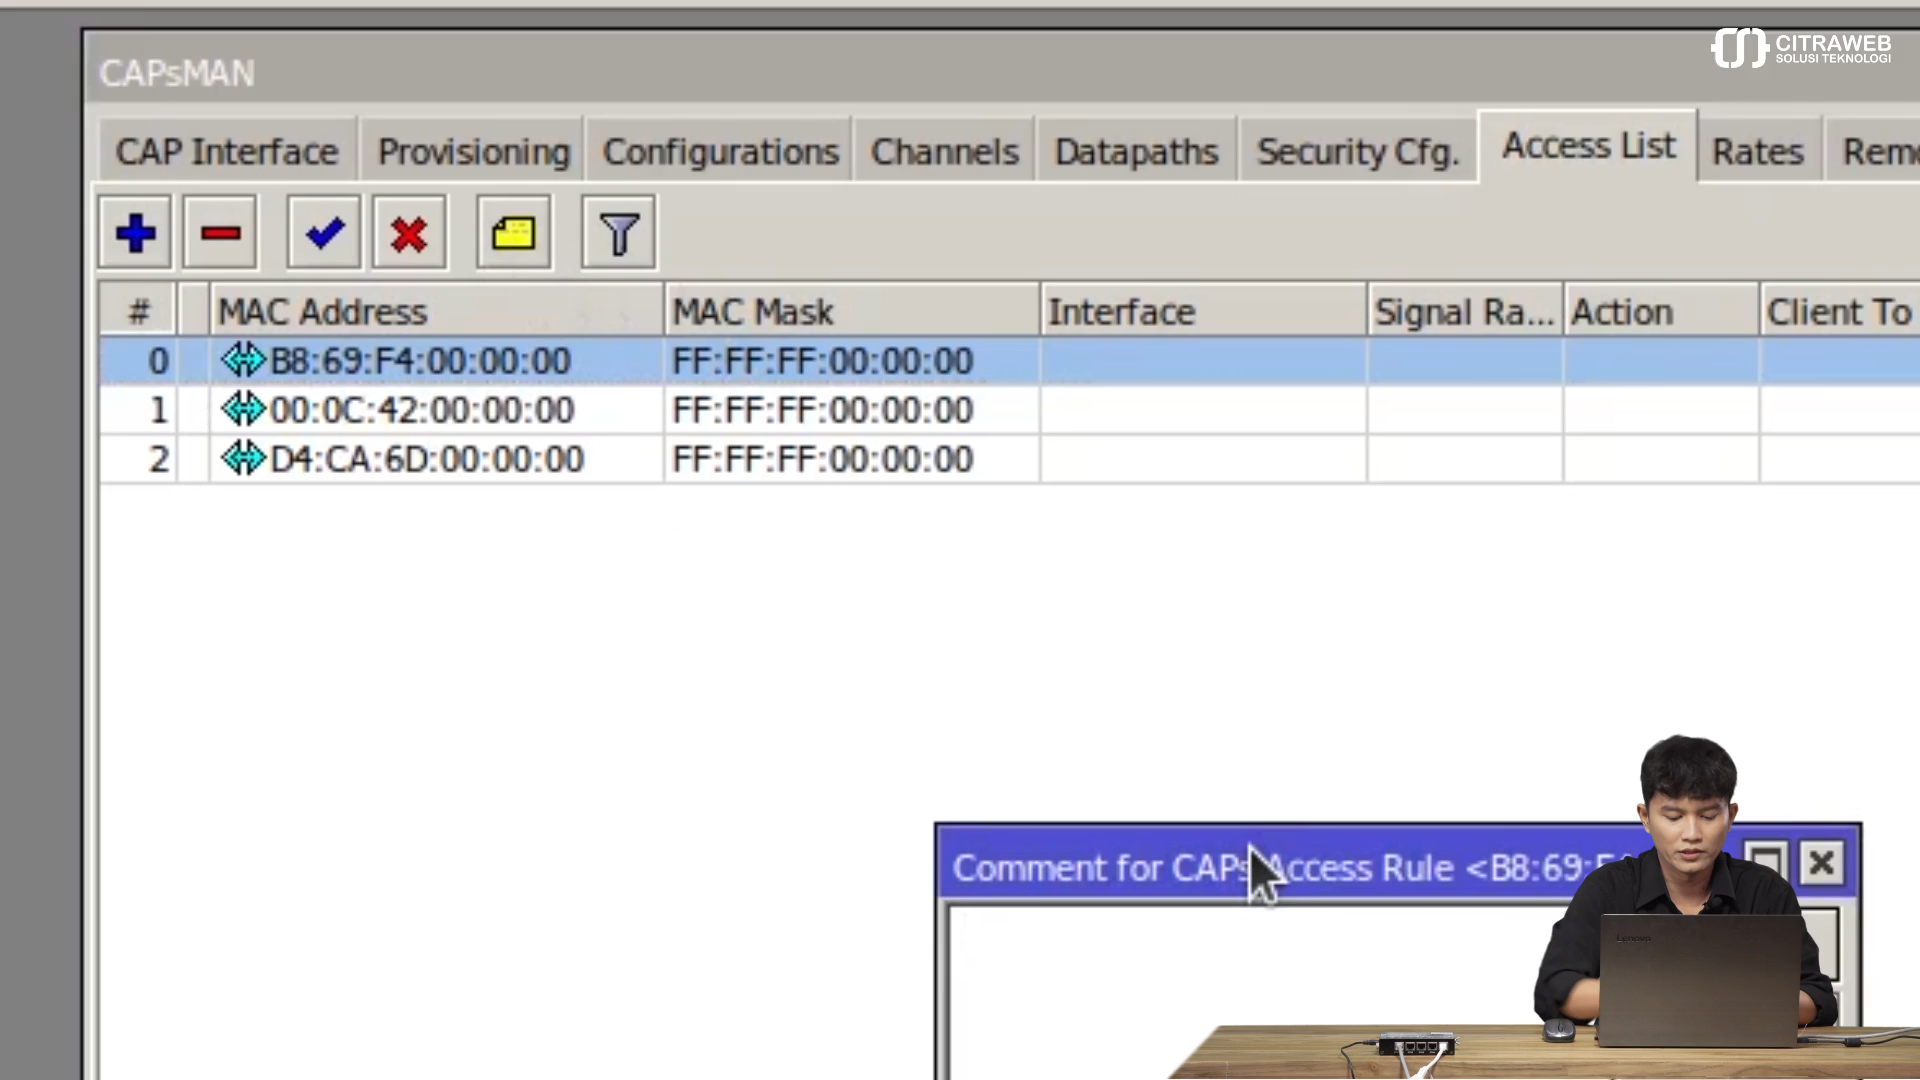 CITRAWEB
SOLUSI TEKNOLOGI
CAPsMAN
CAP Interface Provisioning Configurations Channels Datapaths Security Cfg. Access List Rates Remo
# MAC Address MAC Mask Interface Signal Ra... Action Client To
0 B8:69:F4:00:00:00 FF:FF:FF:00:00:00
1 00:0C:42:00:00:00 FF:FF:FF:00:00:00
2 D4:CA:6D:00:00:00 FF:FF:FF:00:00:00
Comment for CAPs Access Rule <B8:69:
Lenovo